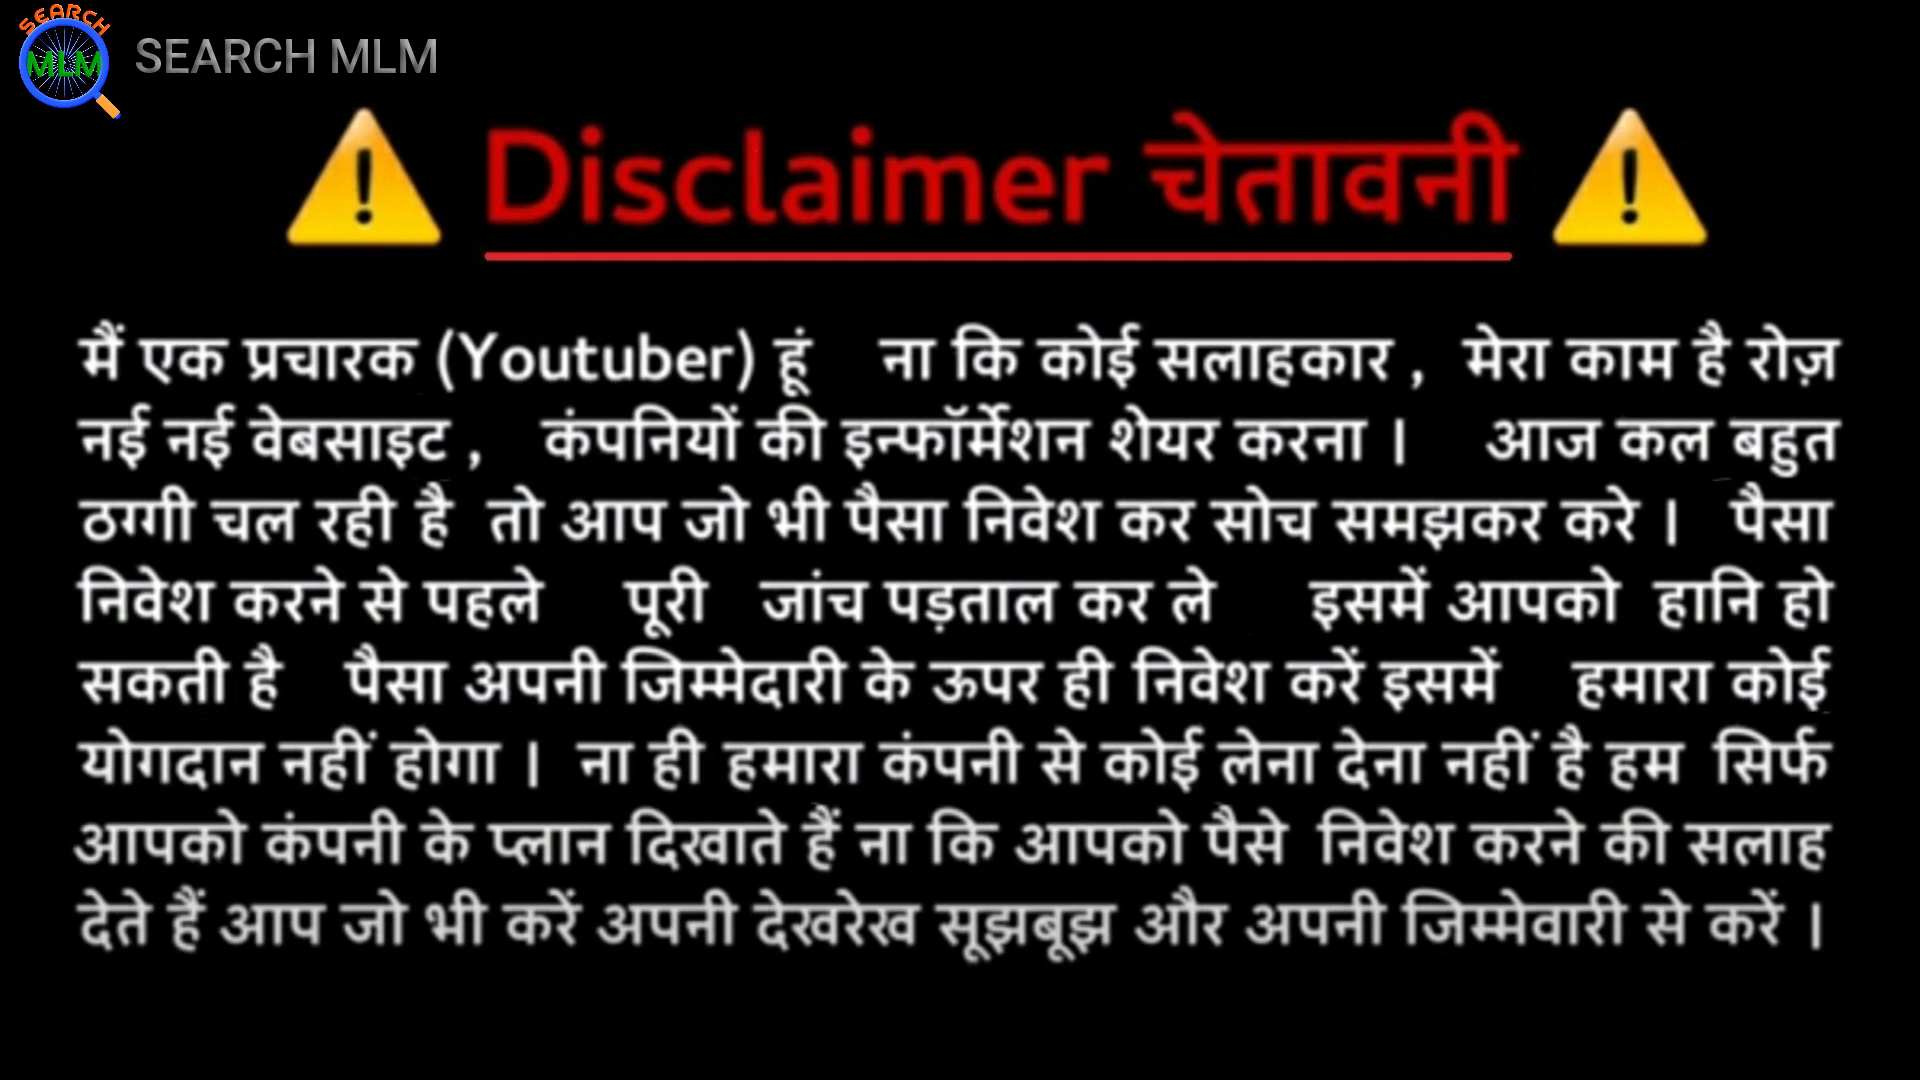 SEARCH
MLM
SEARCH MLM
Disclaimer चेतावनी
मैं एक प्रचारक (Youtuber) हूं ना कि कोई सलाहकार , मेरा काम है रोज़
नई नई वेबसाइट , कंपनियों की इन्फॉर्मेशन शेयर करना । आज कल बहुत
ठग्गी चल रही है तो आप जो भी पैसा निवेश कर सोच समझकर करे । पैसा
निवेश करने से पहले पूरी जांच पड़ताल कर ले इसमें आपको हानि हो
सकती है पैसा अपनी जिम्मेदारी के ऊपर ही निवेश करें इसमें हमारा कोई
योगदान नहीं होगा । ना ही हमारा कंपनी से कोई लेना देना नहीं है हम सिर्फ
आपको कंपनी के प्लान दिखाते हैं ना कि आपको पैसे निवेश करने की सलाह
देते हैं आप जो भी करें अपनी देखरेख सूझबूझ और अपनी जिम्मेवारी से करें ।